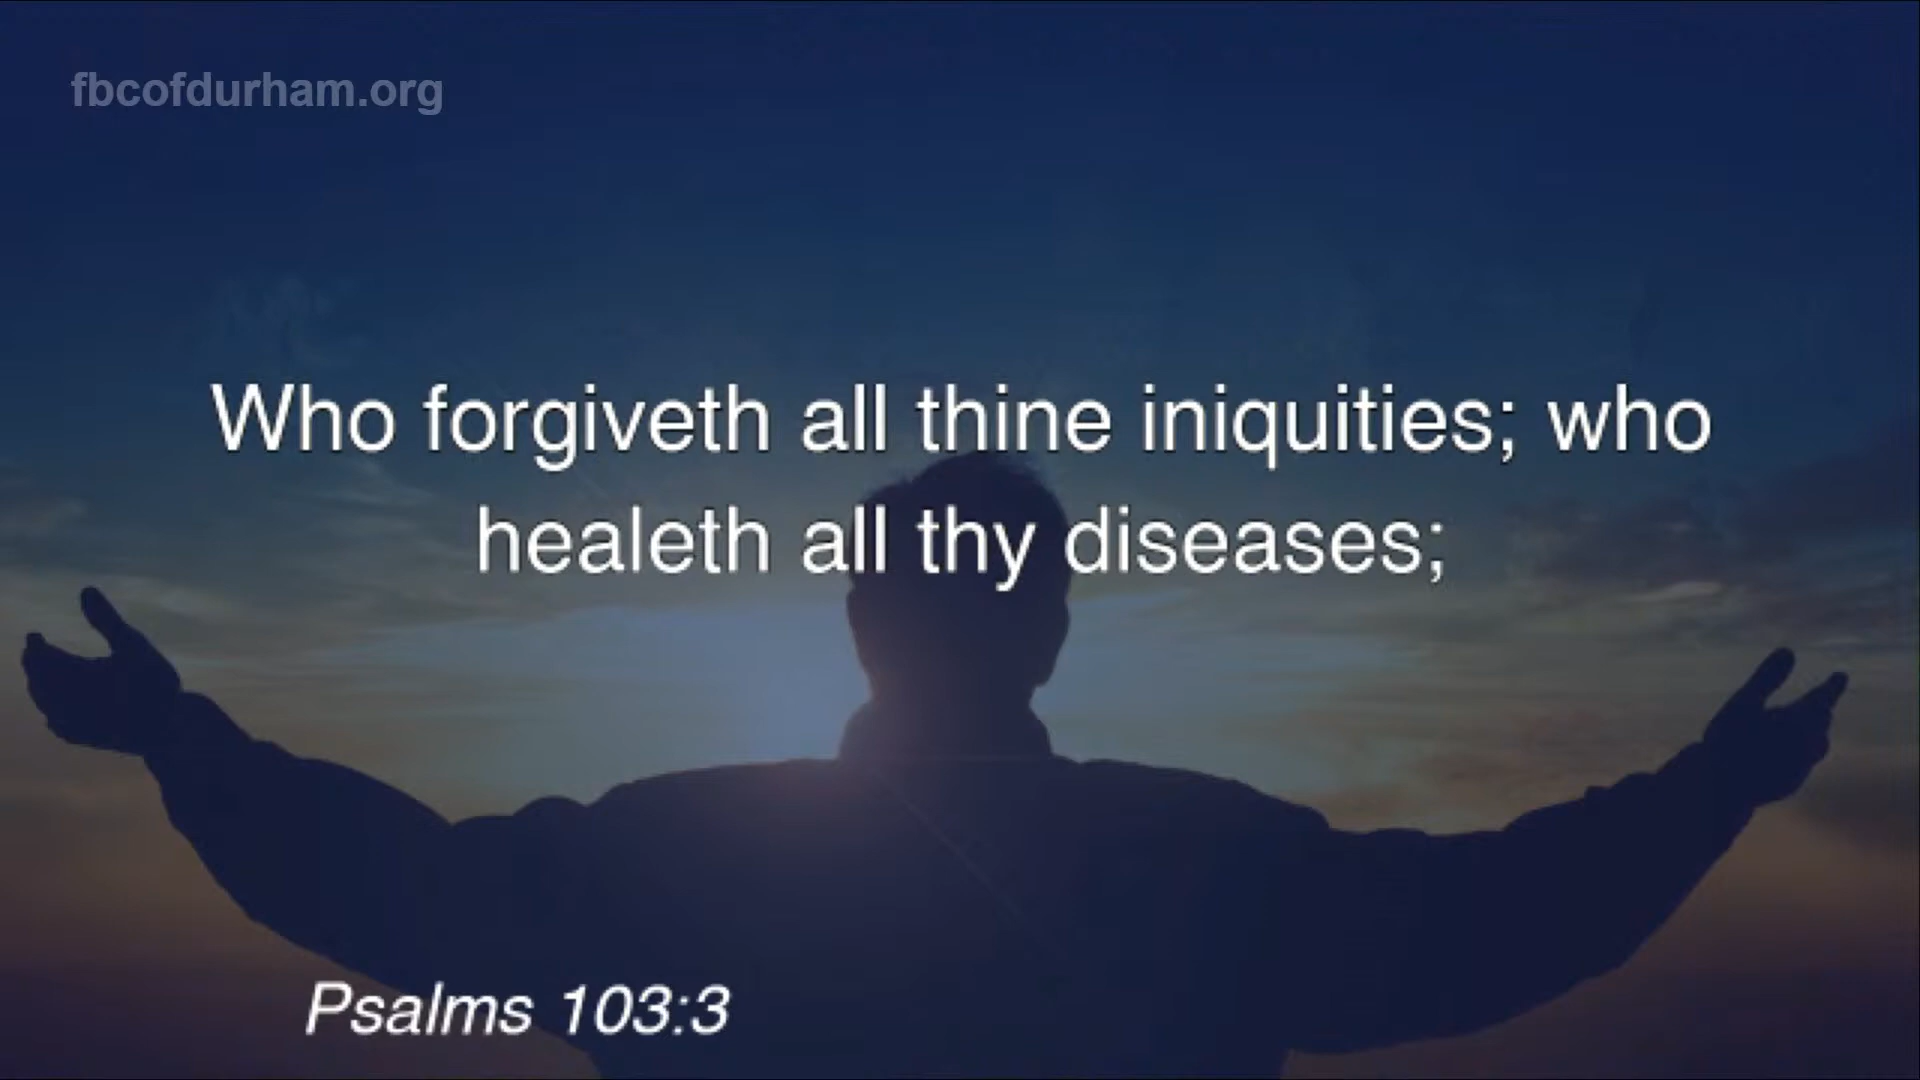 fbcofdurham.org
Who forgiveth all thine iniquities; who
healeth all thy diseases;
Psalms 103:3